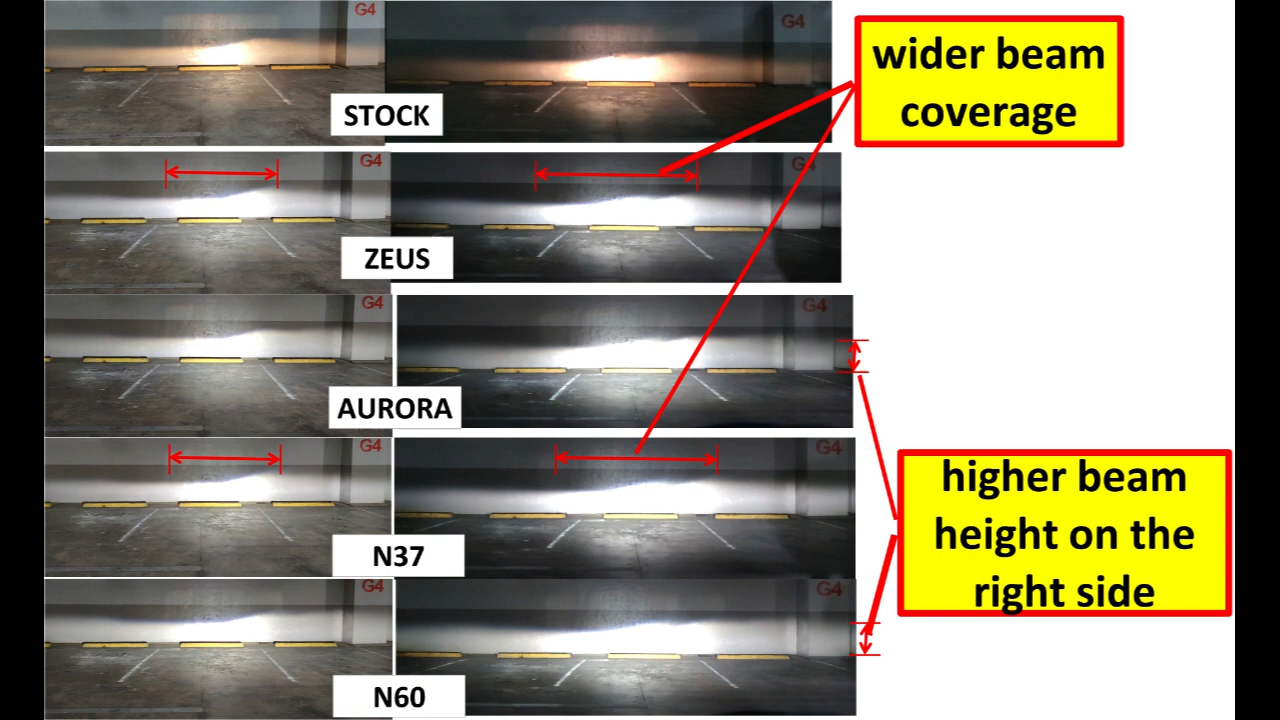 G4
G4
STOCK
wider beam
coverage
G4
G4
ZEUS
G4
G4
AURORA
G4
G4
N37
higher beam
height on the
right side
G4
G4
N60